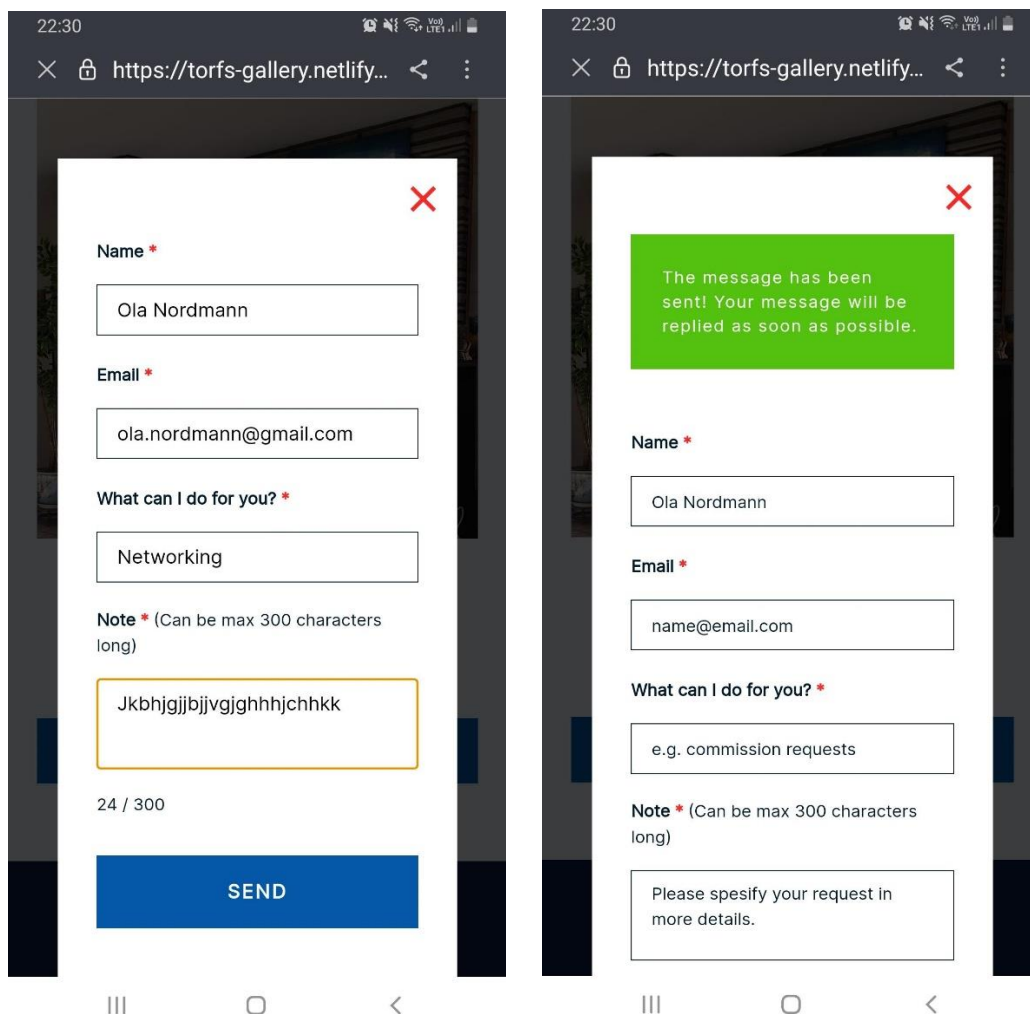 22:30
Vo))
LTE1
https://torfs-gallery.netlify...
Name *
Ola Nordmann
Email *
ola.nordmann@gmail.com
What can I do for you? *
Networking
Note * (Can be max 300 characters
long)
Jkbhjgjjbjjvgjghhhjchhkk
24 / 300
SEND
22:30
Vo))
LTE1
https://torfs-gallery.netlify...
The message has been
sent! Your message will be
replied as soon as possible.
Name *
Ola Nordmann
Email *
name@email.com
What can I do for you? *
e.g. commission requests
Note * (Can be max 300 characters
long)
Please spesify your request in
more details.